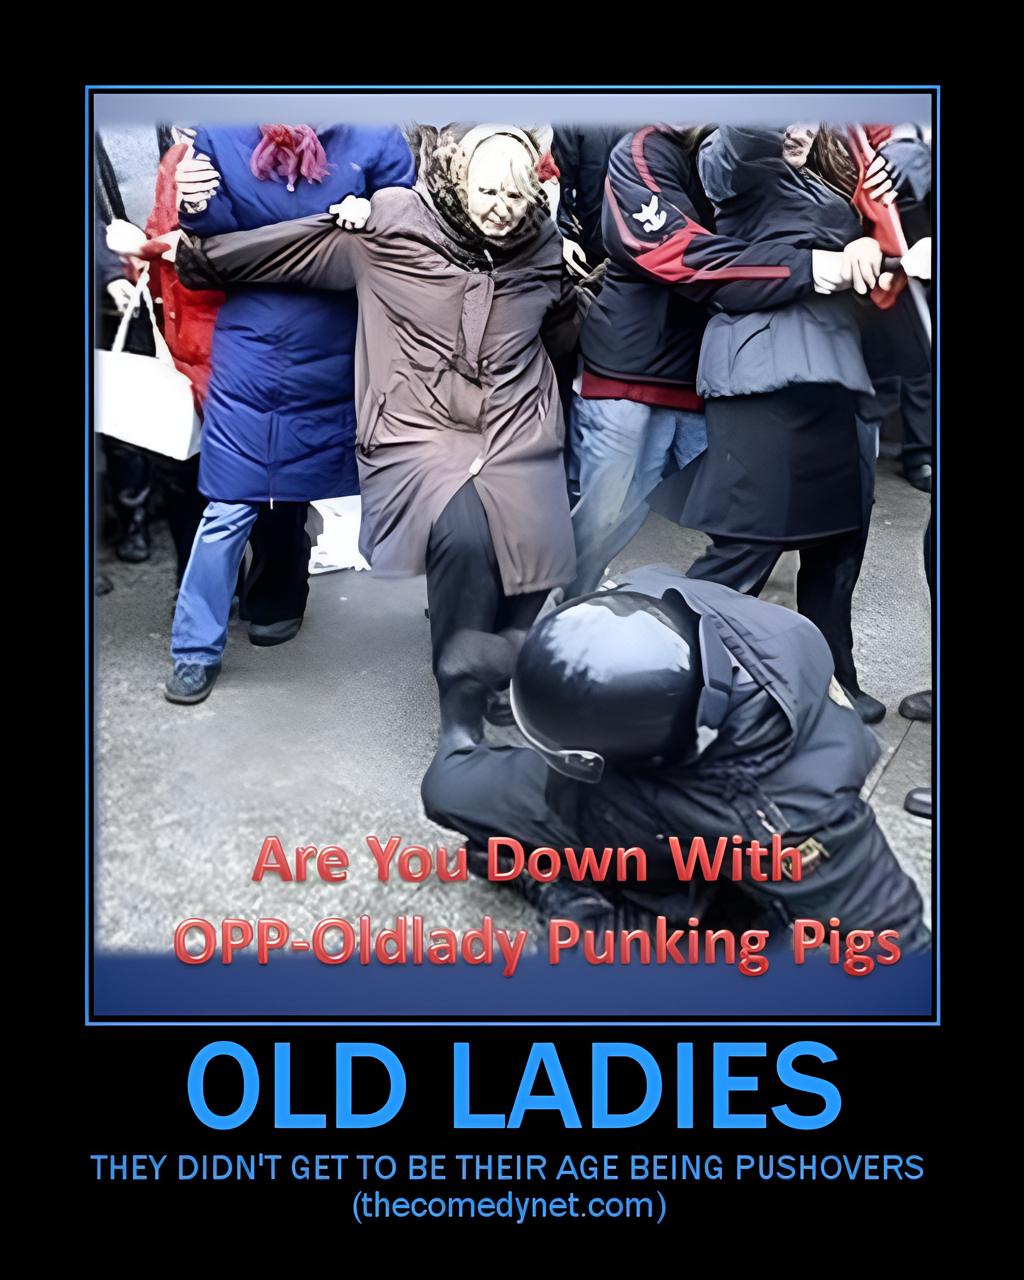 Are You Down With
OPP-Oldlady Punking Pigs
OLD LADIES
THEY DIDN'T GET TO BE THEIR AGE BEING PUSHOVERS
(thecomedynet.com)